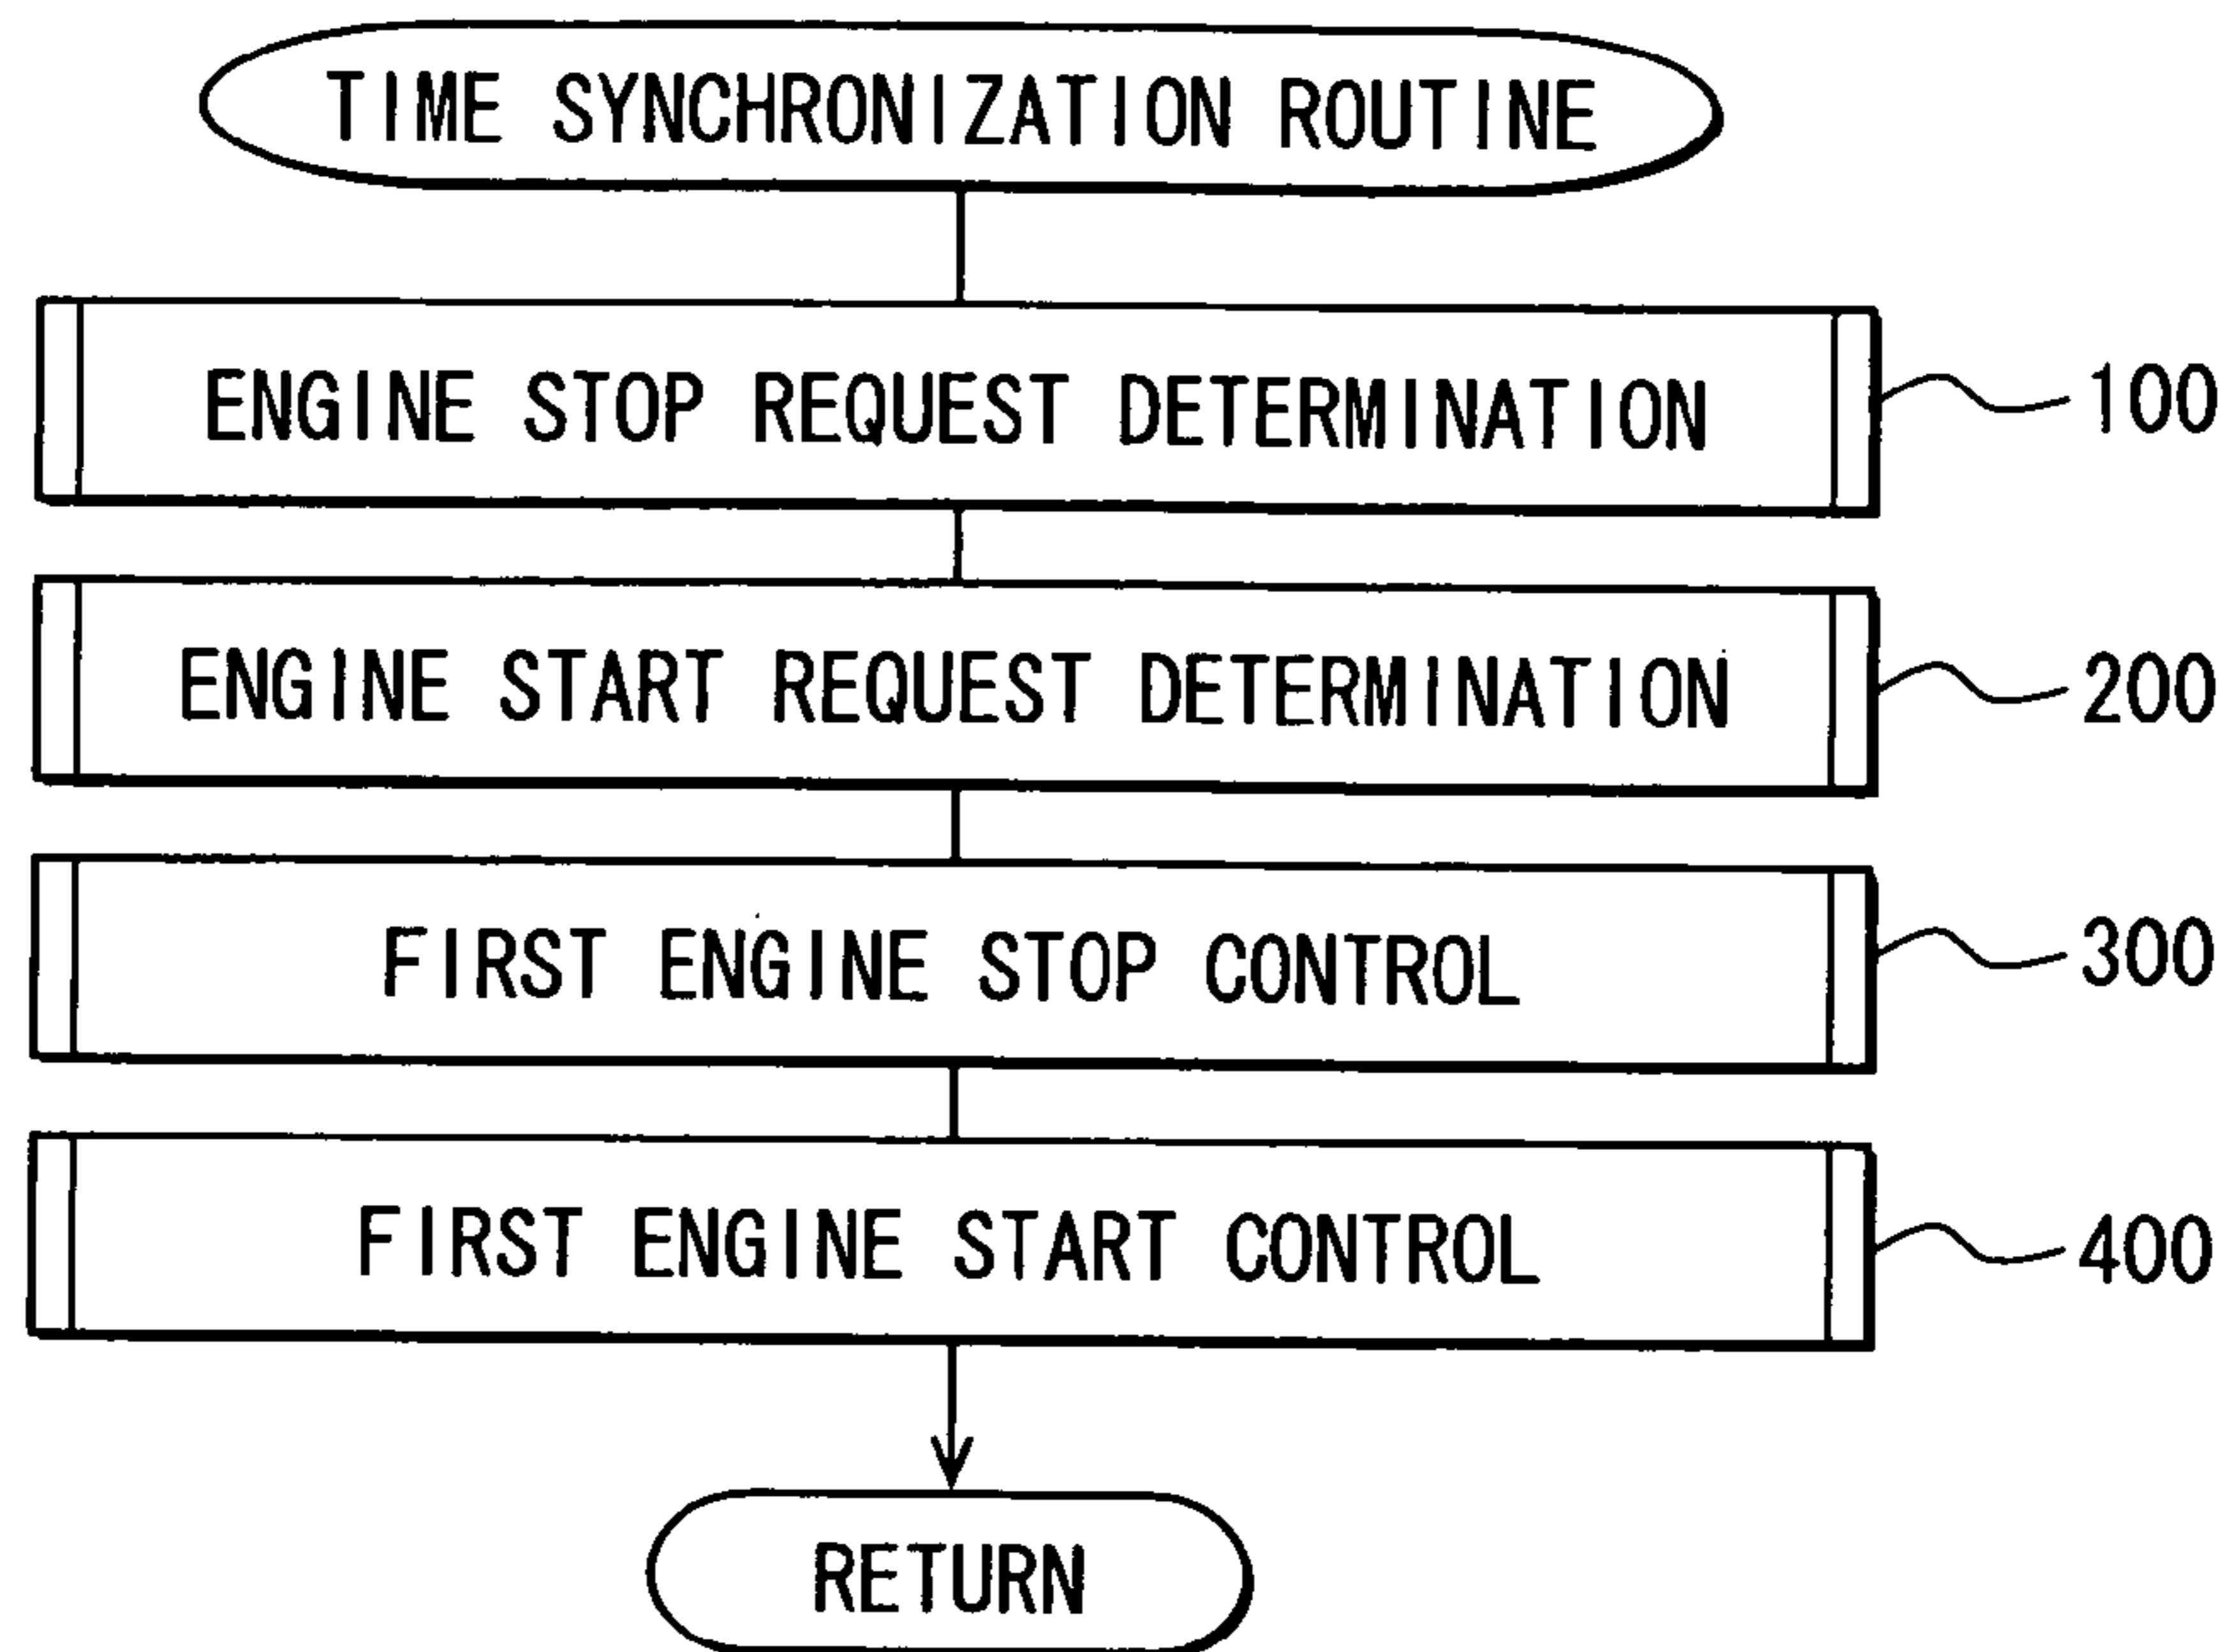 TIME SYNCHRONIZATION ROUTINE
ENGINE STOP REQUEST DETERMINATION
100
ENGINE START REQUEST DETERMINATION
200
FIRST ENGINE STOP CONTROL
300
FIRST ENGINE START CONTROL
400
RETURN